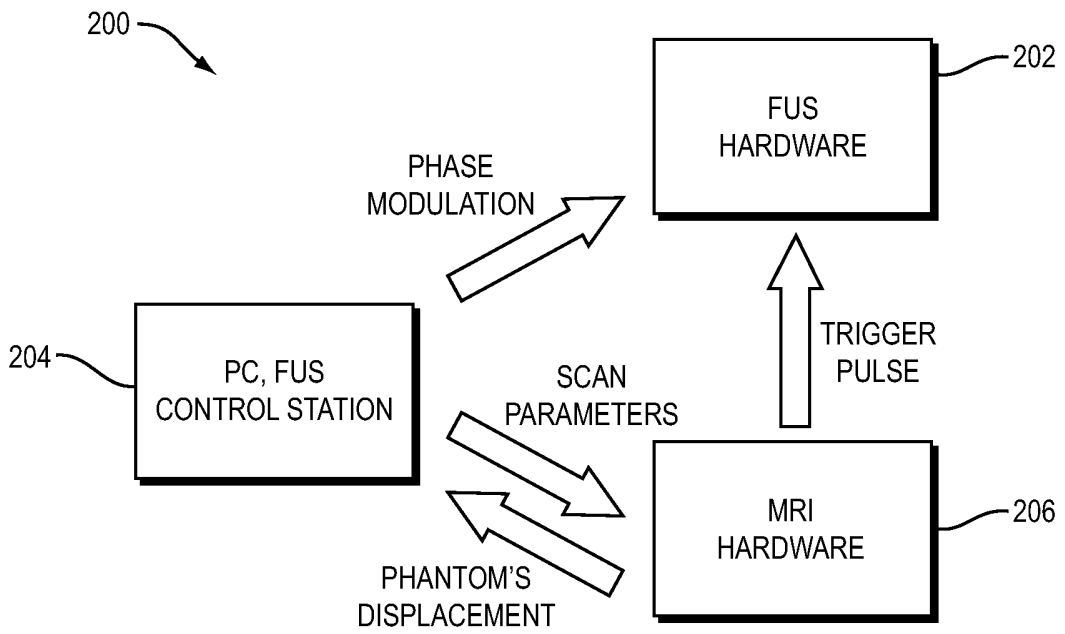 200
202
FUS
HARDWARE
PHASE
MODULATION
204
PC, FUS
CONTROL STATION
TRIGGER
PULSE
SCAN
PARAMETERS
206
MRI
HARDWARE
PHANTOM'S
DISPLACEMENT